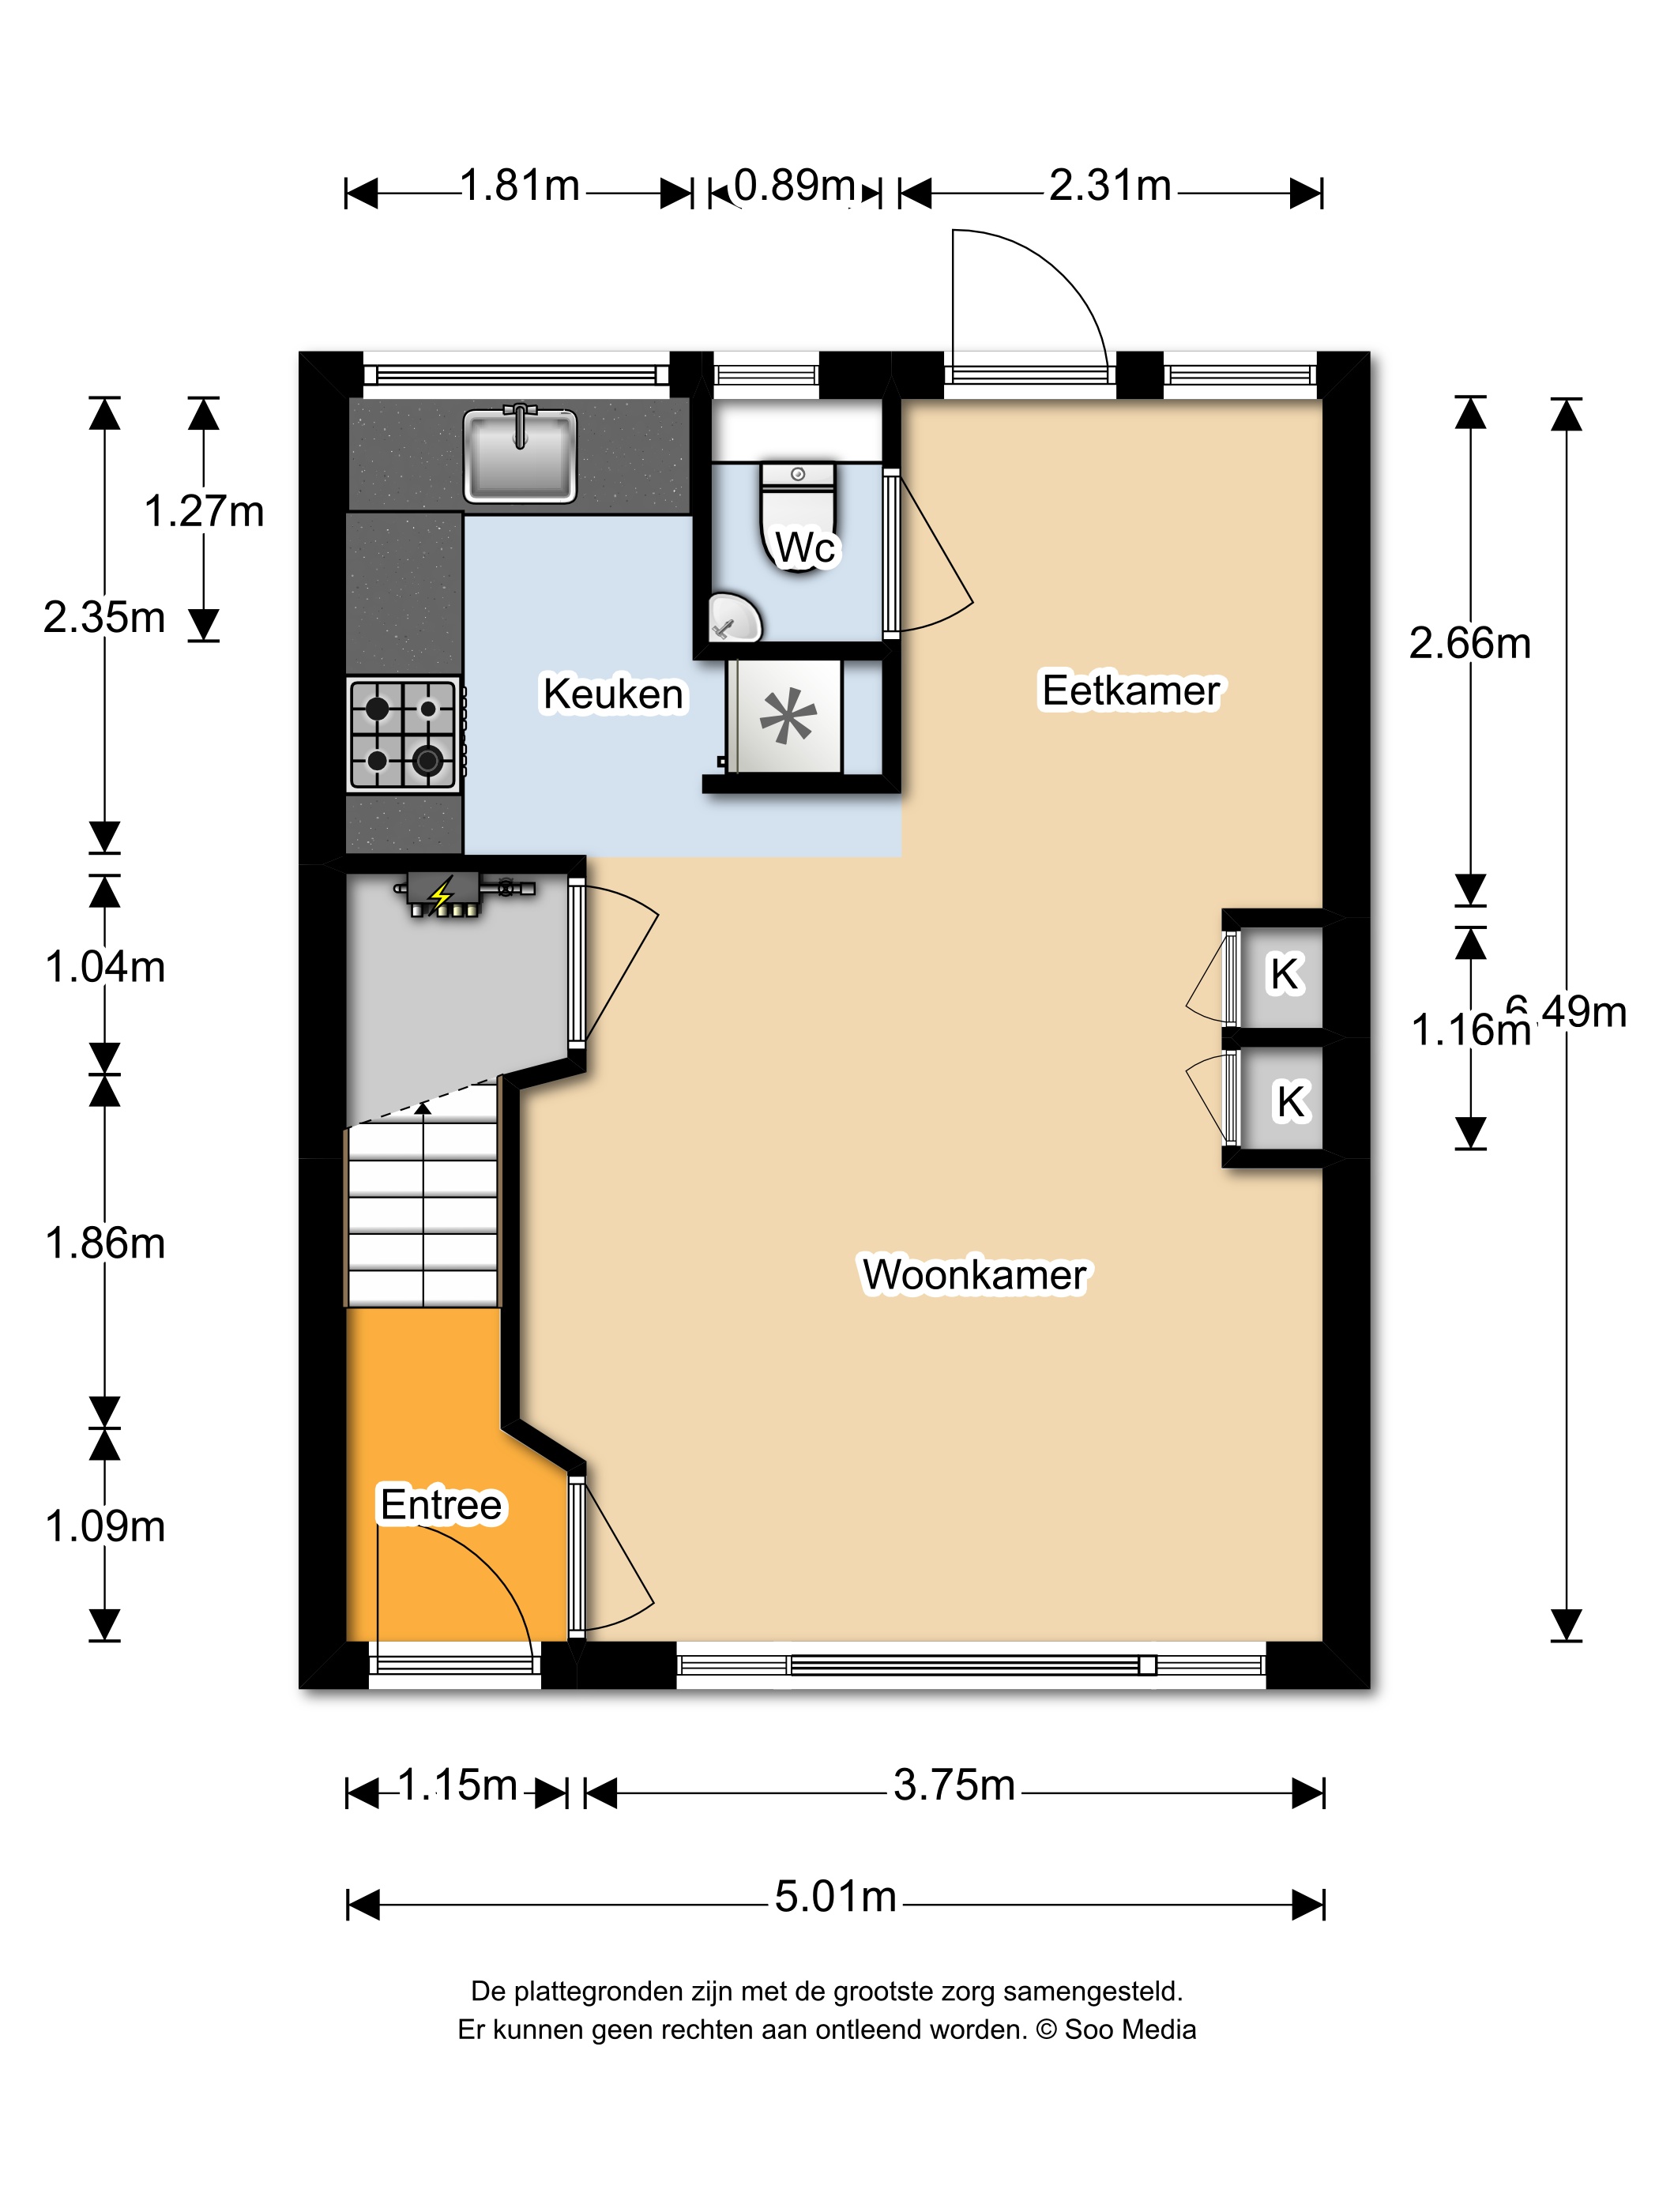 1.81m
0.89m
2.31m
1.27m
2.35m
Wc
2.66m
Keuken
Eetkamer
1.04m
K
6.49m
1.16m
K
1.86m
Woonkamer
Entree
1.09m
1.15m
3.75m
5.01m
De plattegronden zijn met de grootste zorg samengesteld.
Er kunnen geen rechten aan ontleend worden. © Soo Media